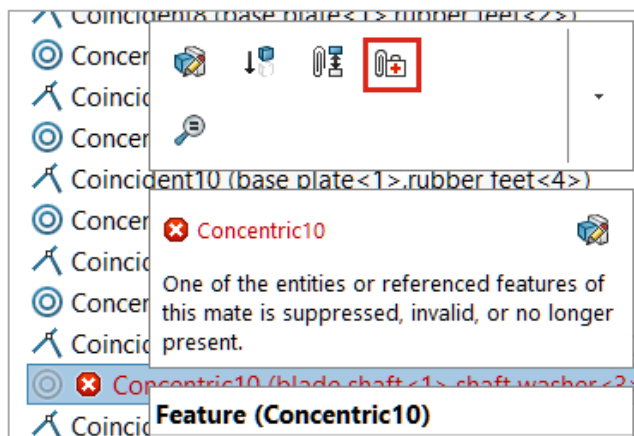 Coincident8 (base plate<1>,rubber feet<2>)
Concer
Coincid
Concer
Coincident10 (base plate<1>,rubber feet<4>)
Concer
Concentric10
Coincid
One of the entities or referenced features of
Concer
this mate is suppressed, invalid, or no longer
Coincid
present.
Concentric10 (blade shaft<1>,shaft washer<3>
Coincid
Feature (Concentric10)